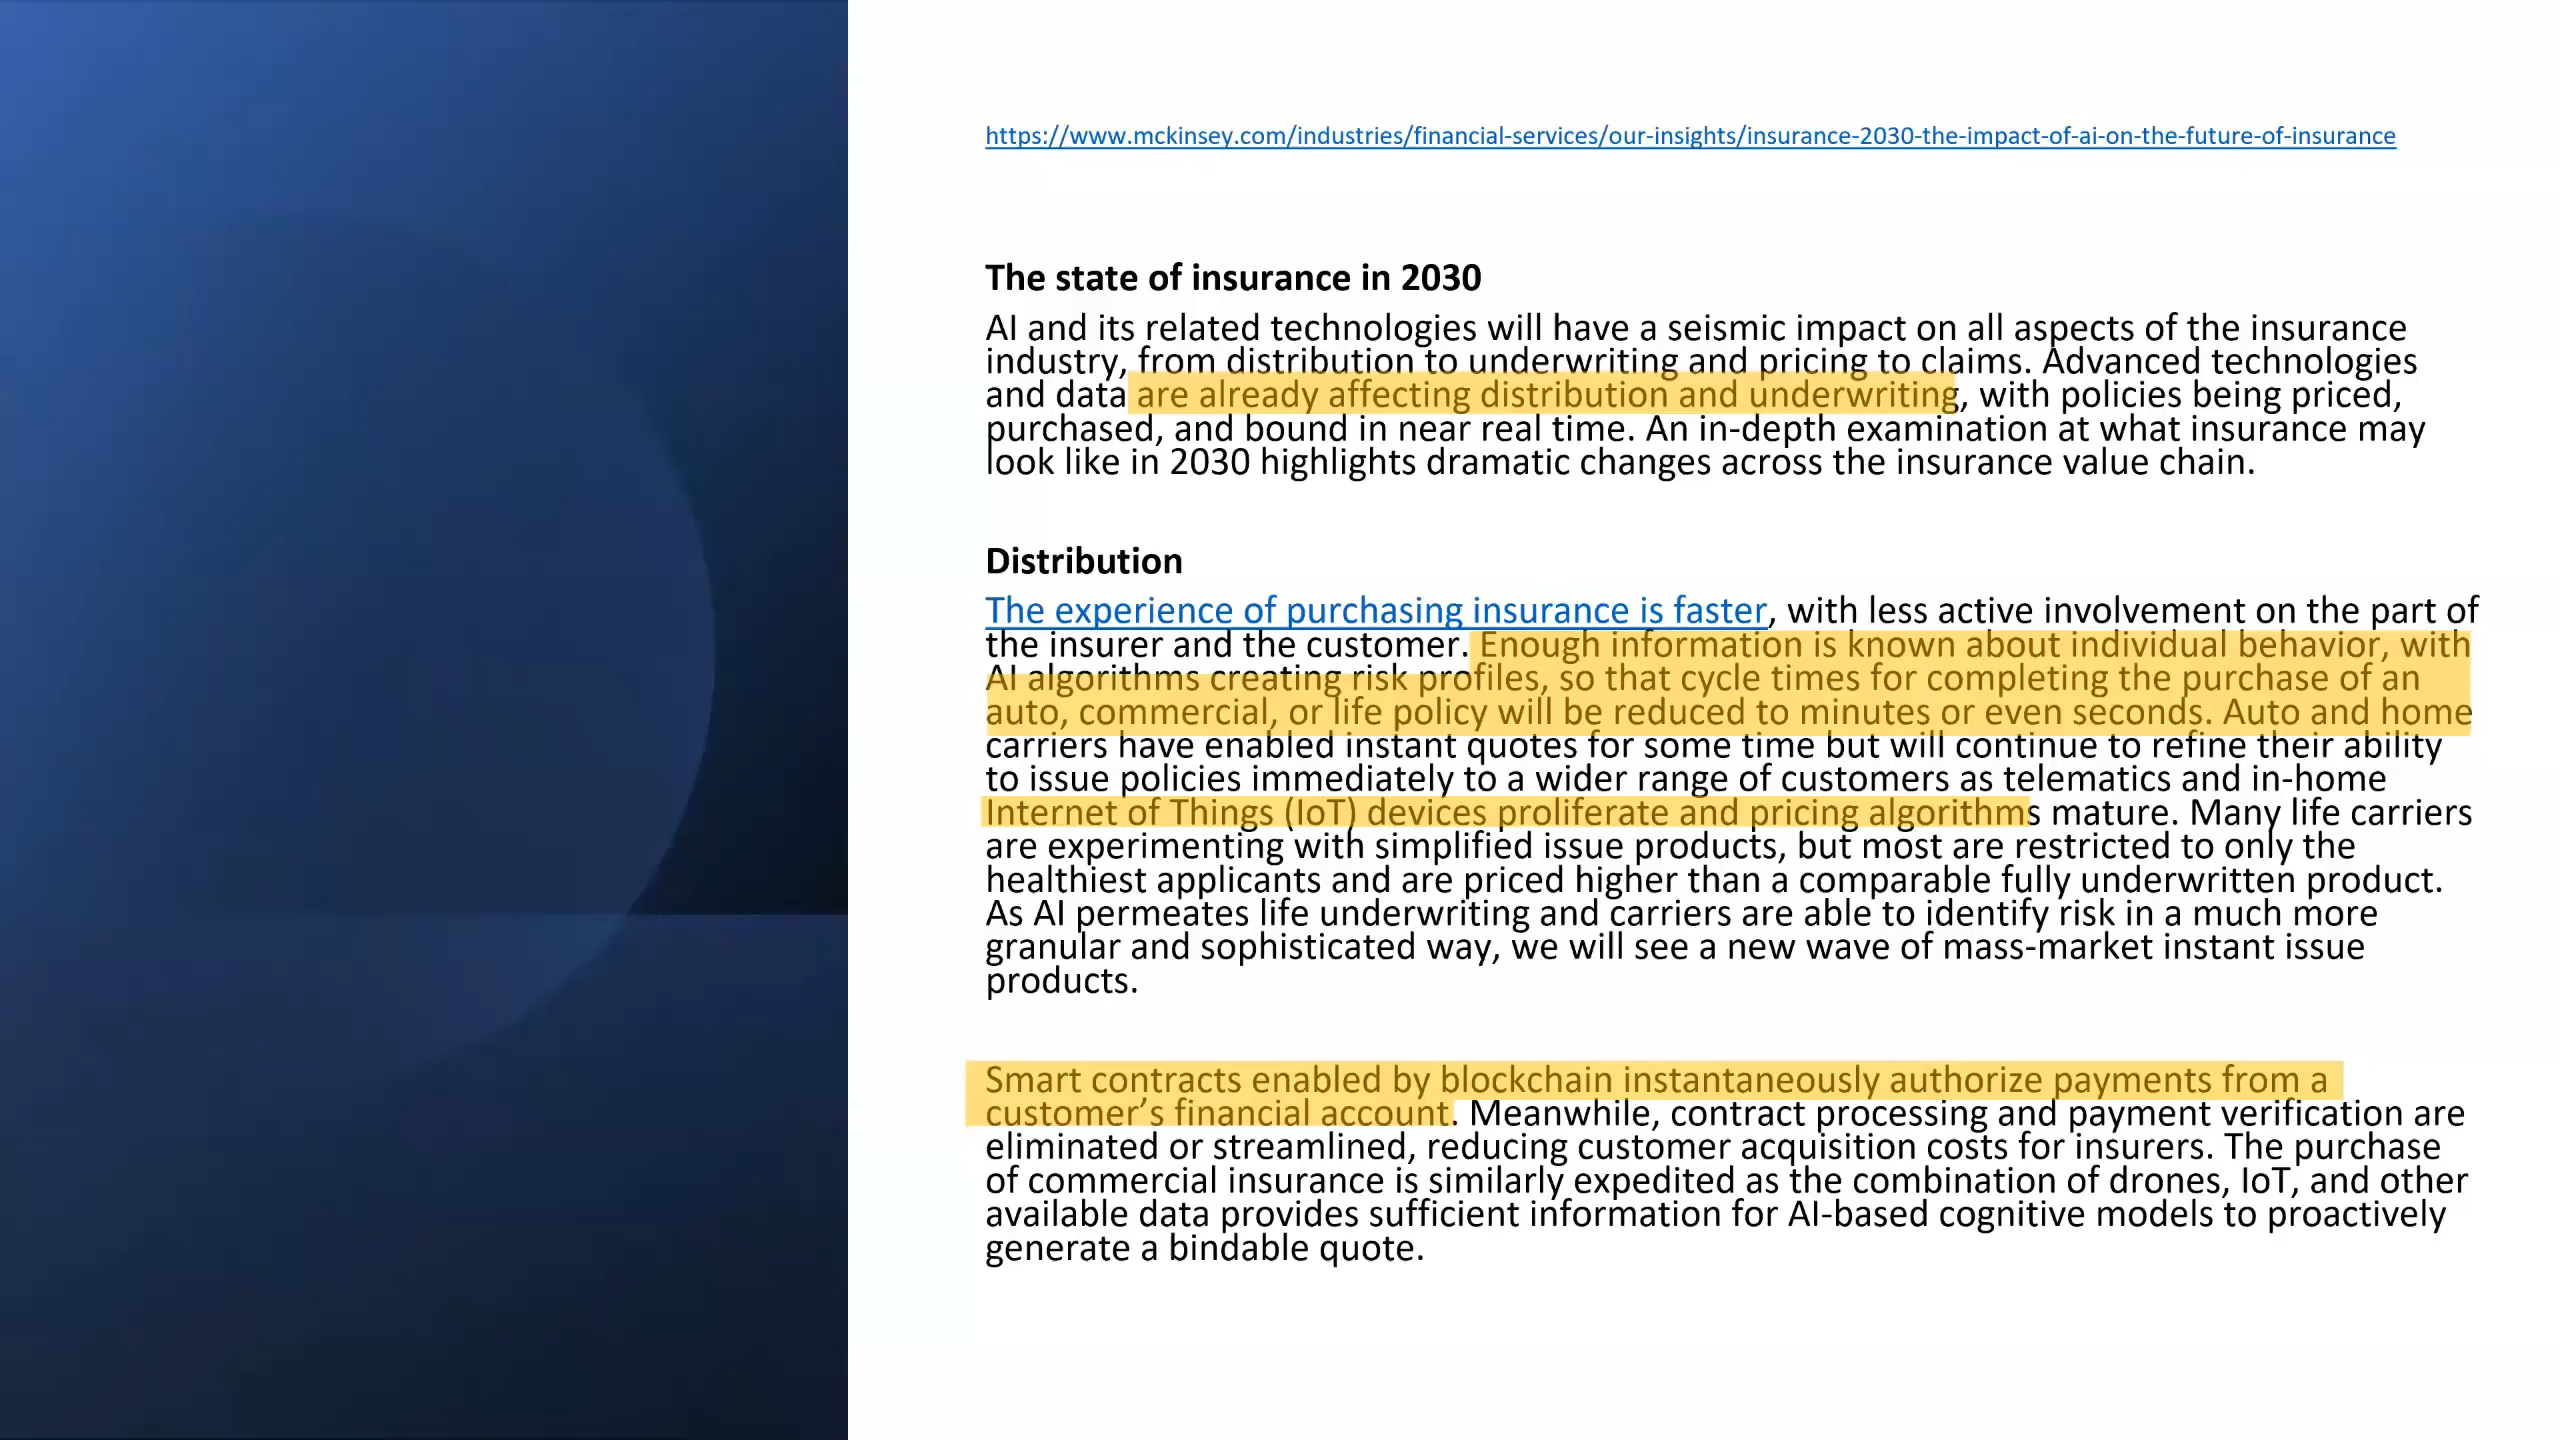 https://www.mckinsey.com/industries/financial-services/our-insights/insurance-2030-the-impact-of-ai-on-the-future-of-insurance
The state of insurance in 2030
AI and its related technologies will have a seismic impact on all aspects of the insurance
industry, from distribution to underwriting and pricing to claims. Advanced technologies
and data are already affecting distribution and underwriting, with policies being priced,
purchased, and bound in near real time. An in-depth examination at what insurance may
look like in 2030 highlights dramatic changes across the insurance value chain.
Distribution
The experience of purchasing insurance is faster, with less active involvement on the part of
the insurer and the customer. Enough information is known about individual behavior, with
AI algorithms creating risk profiles, so that cycle times for completing the purchase of an
auto, commercial, or life policy will be reduced to minutes or even seconds. Auto and home
carriers have enabled instant quotes for some time but will continue to refine their ability
to issue policies immediately to a wider range of customers as telematics and in-home
Internet of Things (IoT) devices proliferate and pricing algorithms mature. Many life carriers
are experimenting with simplified issue products, but most are restricted to only the
healthiest applicants and are priced higher than a comparable fully underwritten product.
As AI permeates life underwriting and carriers are able to identify risk in a much more
granular and sophisticated way, we will see a new wave of mass-market instant issue
products.
Smart contracts enabled by blockchain instantaneously authorize payments from a
customer’s financial account. Meanwhile, contract processing and payment verification are
eliminated or streamlined, reducing customer acquisition costs for insurers. The purchase
of commercial insurance is similarly expedited as the combination of drones, IoT, and other
available data provides sufficient information for AI-based cognitive models to proactively
generate a bindable quote.